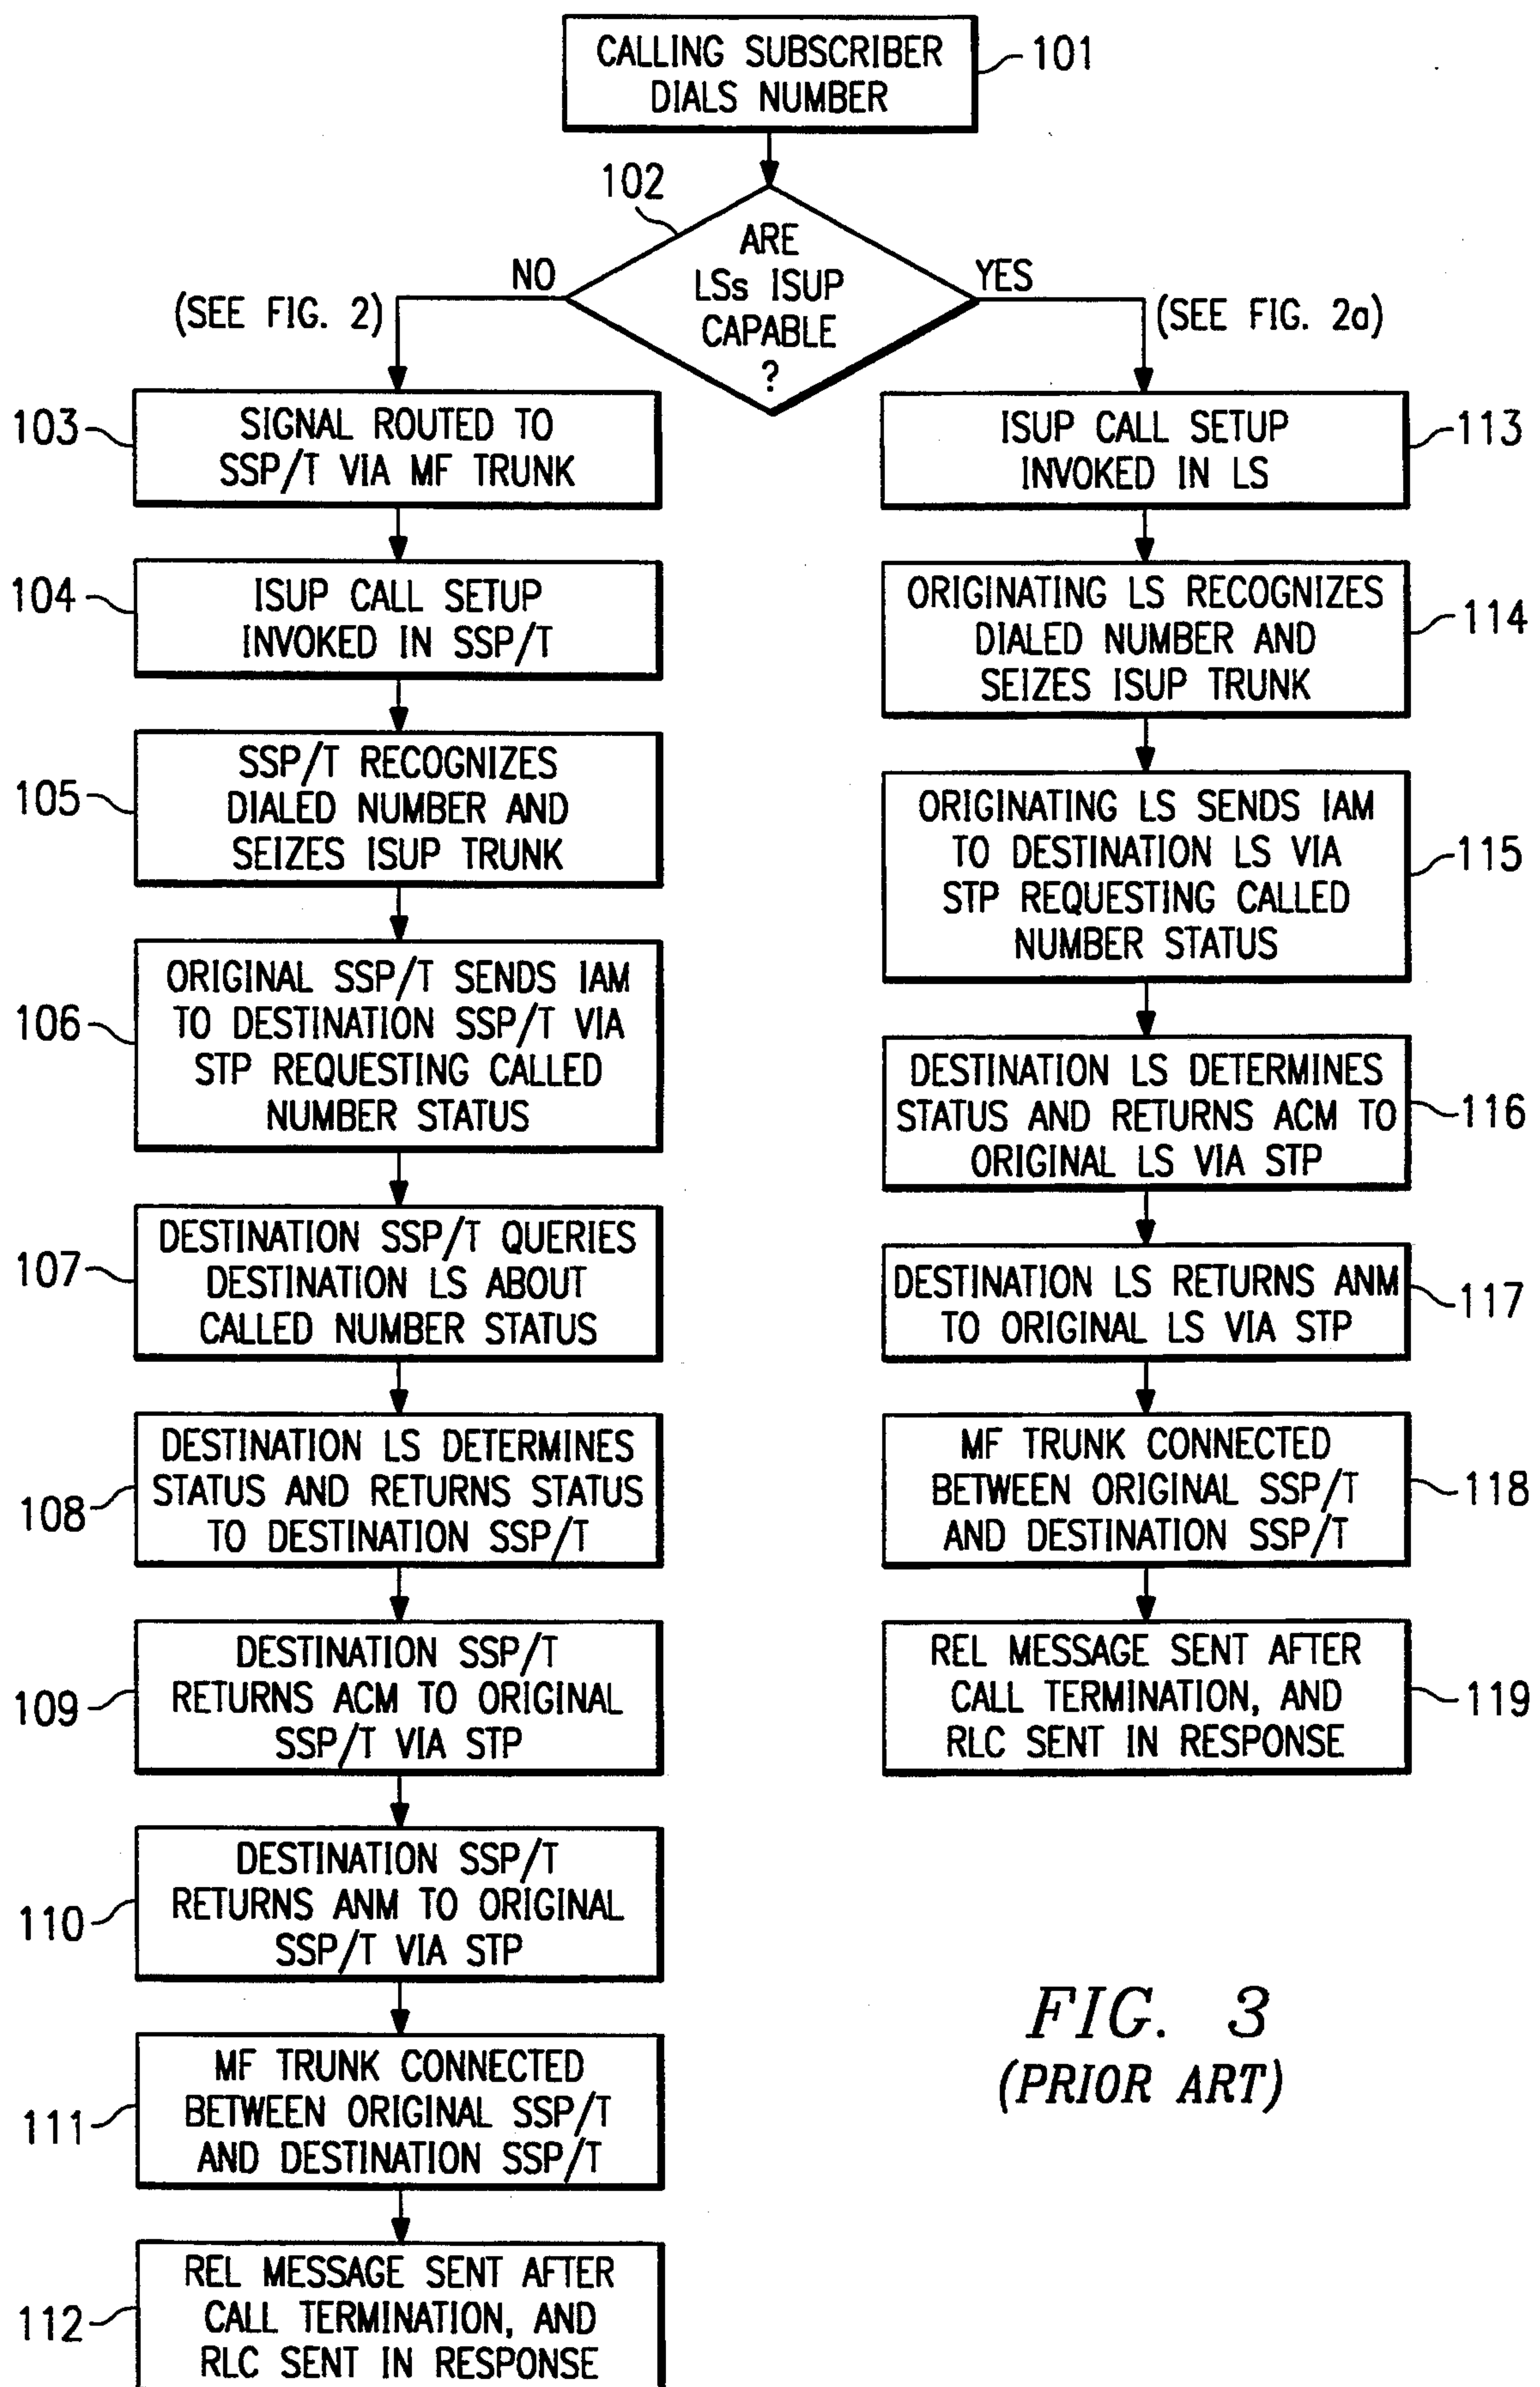 CALLING SUBSCRIBER
DIALS NUMBER
101
102
ARE
LSs ISUP
CAPABLE
?
NO
YES
(SEE FIG. 2)
(SEE FIG. 2a)
103
SIGNAL ROUTED TO
SSP/T VIA MF TRUNK
104
ISUP CALL SETUP
INVOKED IN SSP/T
105
SSP/T RECOGNIZES
DIALED NUMBER AND
SEIZES ISUP TRUNK
106
ORIGINAL SSP/T SENDS IAM
TO DESTINATION SSP/T VIA
STP REQUESTING CALLED
NUMBER STATUS
107
DESTINATION SSP/T QUERIES
DESTINATION LS ABOUT
CALLED NUMBER STATUS
108
DESTINATION LS DETERMINES
STATUS AND RETURNS STATUS
TO DESTINATION SSP/T
109
DESTINATION SSP/T
RETURNS ACM TO ORIGINAL
SSP/T VIA STP
110
DESTINATION SSP/T
RETURNS ANM TO ORIGINAL
SSP/T VIA STP
111
MF TRUNK CONNECTED
BETWEEN ORIGINAL SSP/T
AND DESTINATION SSP/T
112
REL MESSAGE SENT AFTER
CALL TERMINATION, AND
RLC SENT IN RESPONSE
ISUP CALL SETUP
INVOKED IN LS
113
ORIGINATING LS RECOGNIZES
DIALED NUMBER AND
SEIZES ISUP TRUNK
114
ORIGINATING LS SENDS IAM
TO DESTINATION LS VIA
STP REQUESTING CALLED
NUMBER STATUS
115
DESTINATION LS DETERMINES
STATUS AND RETURNS ACM TO
ORIGINAL LS VIA STP
116
DESTINATION LS RETURNS ANM
TO ORIGINAL LS VIA STP
117
MF TRUNK CONNECTED
BETWEEN ORIGINAL SSP/T
AND DESTINATION SSP/T
118
REL MESSAGE SENT AFTER
CALL TERMINATION, AND
RLC SENT IN RESPONSE
119
FIG. 3
(PRIOR ART)